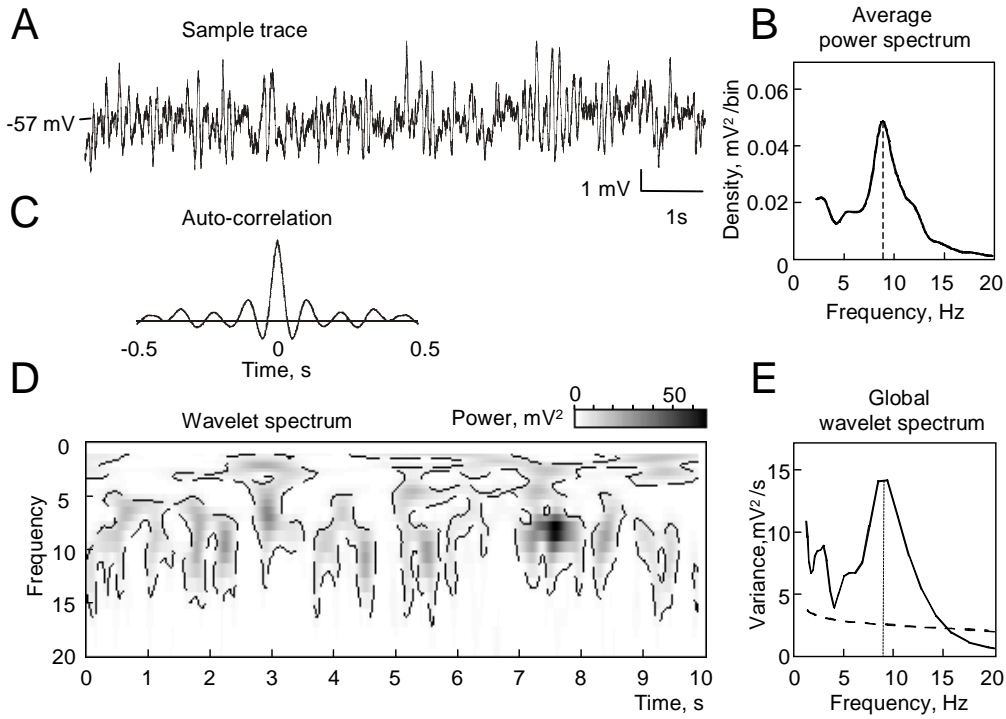 A
Sample trace
-57 mV
1 mV
1s
B
Average
power spectrum
Density, mV²/bin
0.06
0.04
0.02
0
0 5 10 15 20
Frequency, Hz
C
Auto-correlation
-0.5 0 0.5
Time, s
D
Wavelet spectrum
Power, mV²
0 50
Frequency
0
5
10
15
20
0 1 2 3 4 5 6 7 8 9 10
Time, s
E
Global
wavelet spectrum
Variance,mV²/s
15
10
5
0
0 5 10 15 20
Frequency, Hz